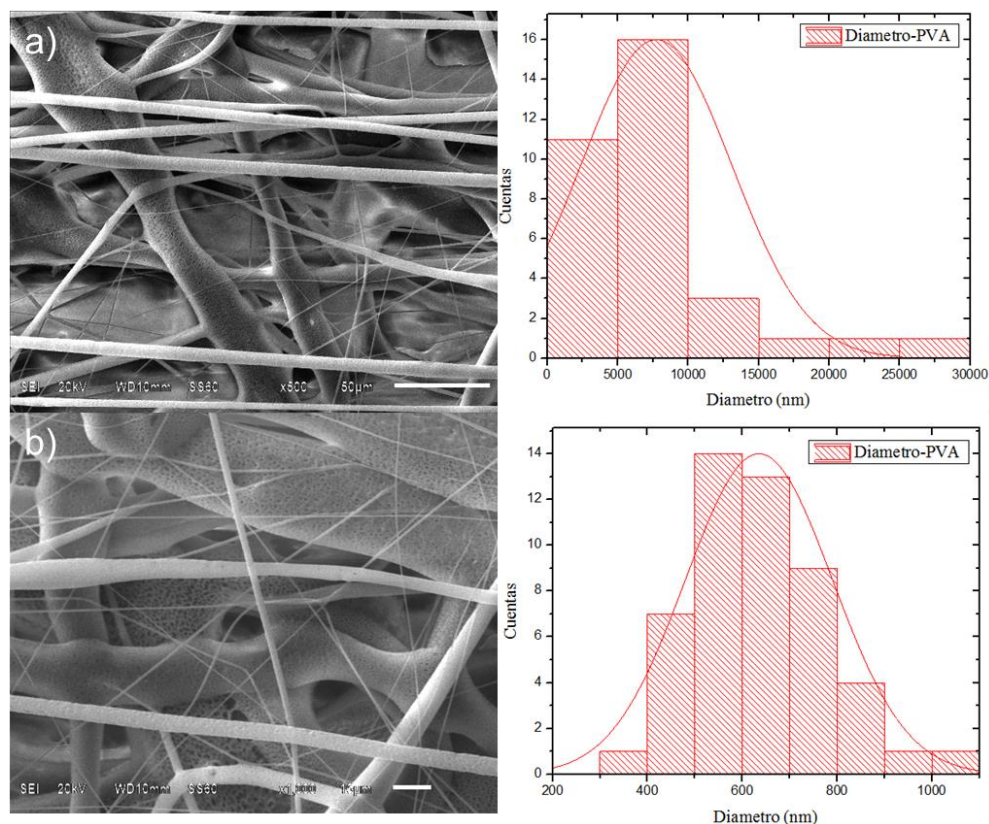 a)
SEI 20kV WD10mm SS60 x500 50µm
16
14
12
10
8
6
4
2
0
Cuentas
Diametro-PVA
0 5000 10000 15000 20000 25000 30000
Diametro (nm)
b)
SEI 20kV WD10mm SS60
14
12
10
8
6
4
2
0
Cuentas
Diametro-PVA
200 400 600 800 1000
Diametro (nm)